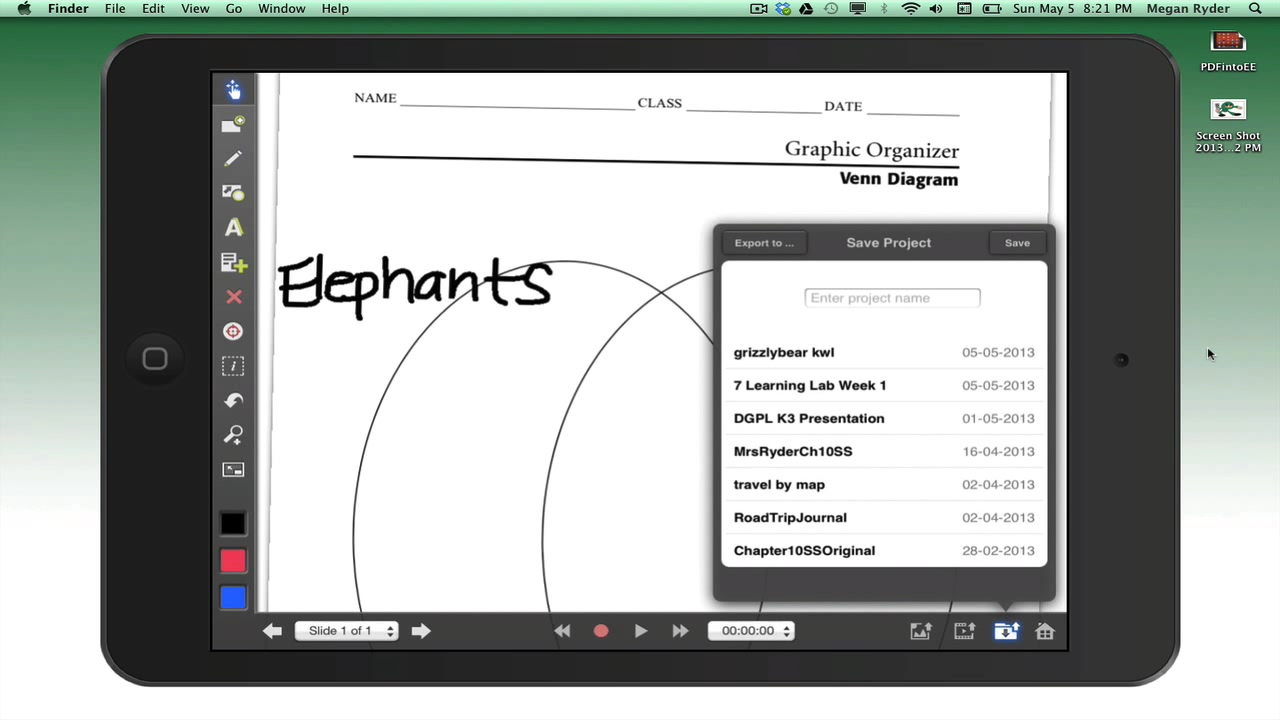 Finder File Edit View Go Window Help Sun May 5 8:21 PM Megan Ryder
PDFintoEE
Screen Shot
2013...2 PM
NAME CLASS DATE
Graphic Organizer
Venn Diagram
Elephants
Export to ... Save Project Save
Enter project name
grizzlybear kwl 05-05-2013
7 Learning Lab Week 1 05-05-2013
DGPL K3 Presentation 01-05-2013
MrsRyderCh10SS 16-04-2013
travel by map 02-04-2013
RoadTripJournal 02-04-2013
Chapter10SSOriginal 28-02-2013
Slide 1 of 1 00:00:00